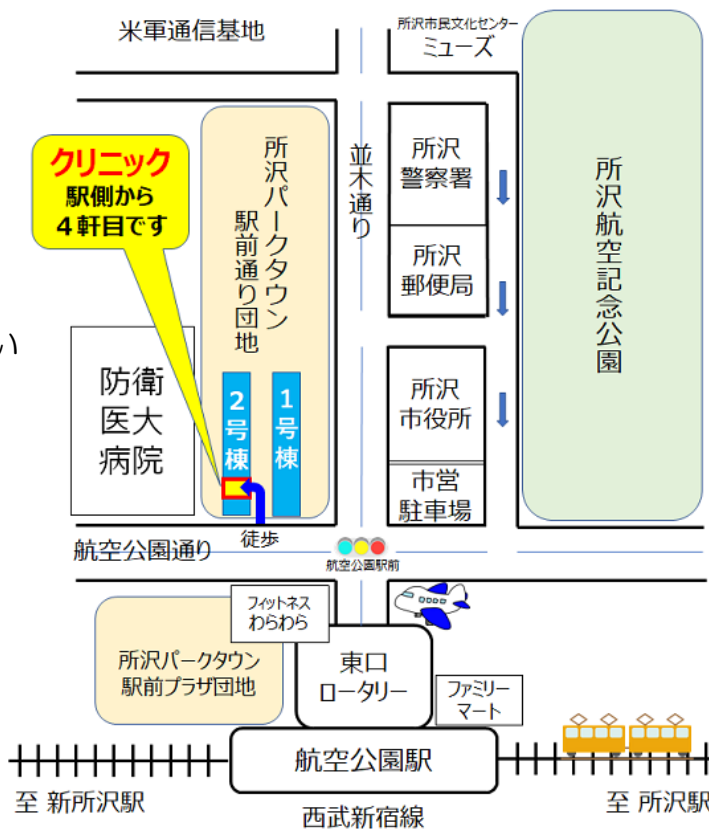 米軍通信基地
所沢市民文化センター
ミューズ
クリニック
駅側から
４軒目です
所沢パークタウン
駅前通り団地
並木通り
所沢
警察署
所沢
郵便局
所沢航空記念公園
い
防衛
医大
病院
２号棟
１号棟
所沢
市役所
市営
駐車場
徒歩
航空公園通り
航空公園駅前
フィットネス
わらわら
所沢パークタウン
駅前プラザ団地
東口
ロータリー
ファミリー
マート
航空公園駅
至 新所沢駅
至 所沢駅
西武新宿線